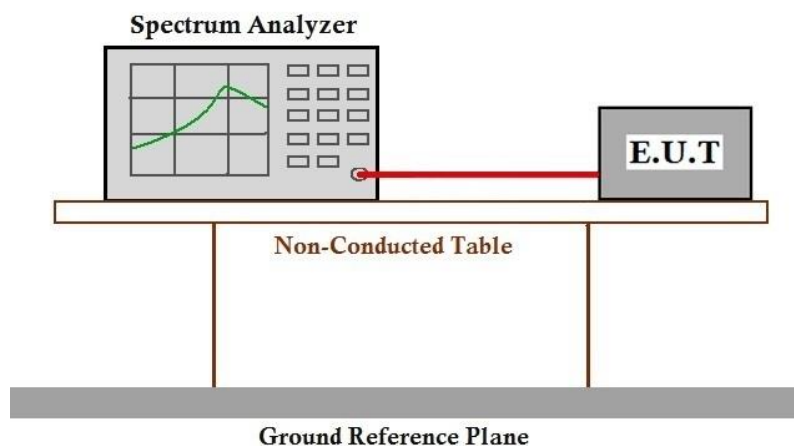 Spectrum Analyzer
E.U.T
Non-Conducted Table
Ground Reference Plane